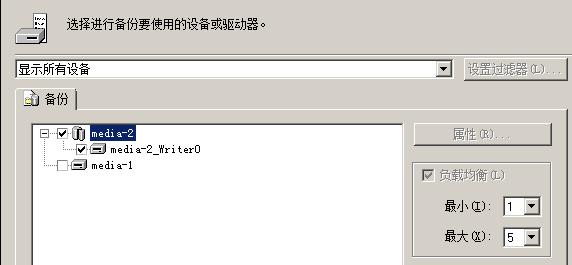 选择进行备份要使用的设备或驱动器。
显示所有设备
设置过滤器(L)...
备份
media-2
属性(R)...
media-2_Writer0
media-1
负载均衡(L)
最小(I): 1
最大(X): 5